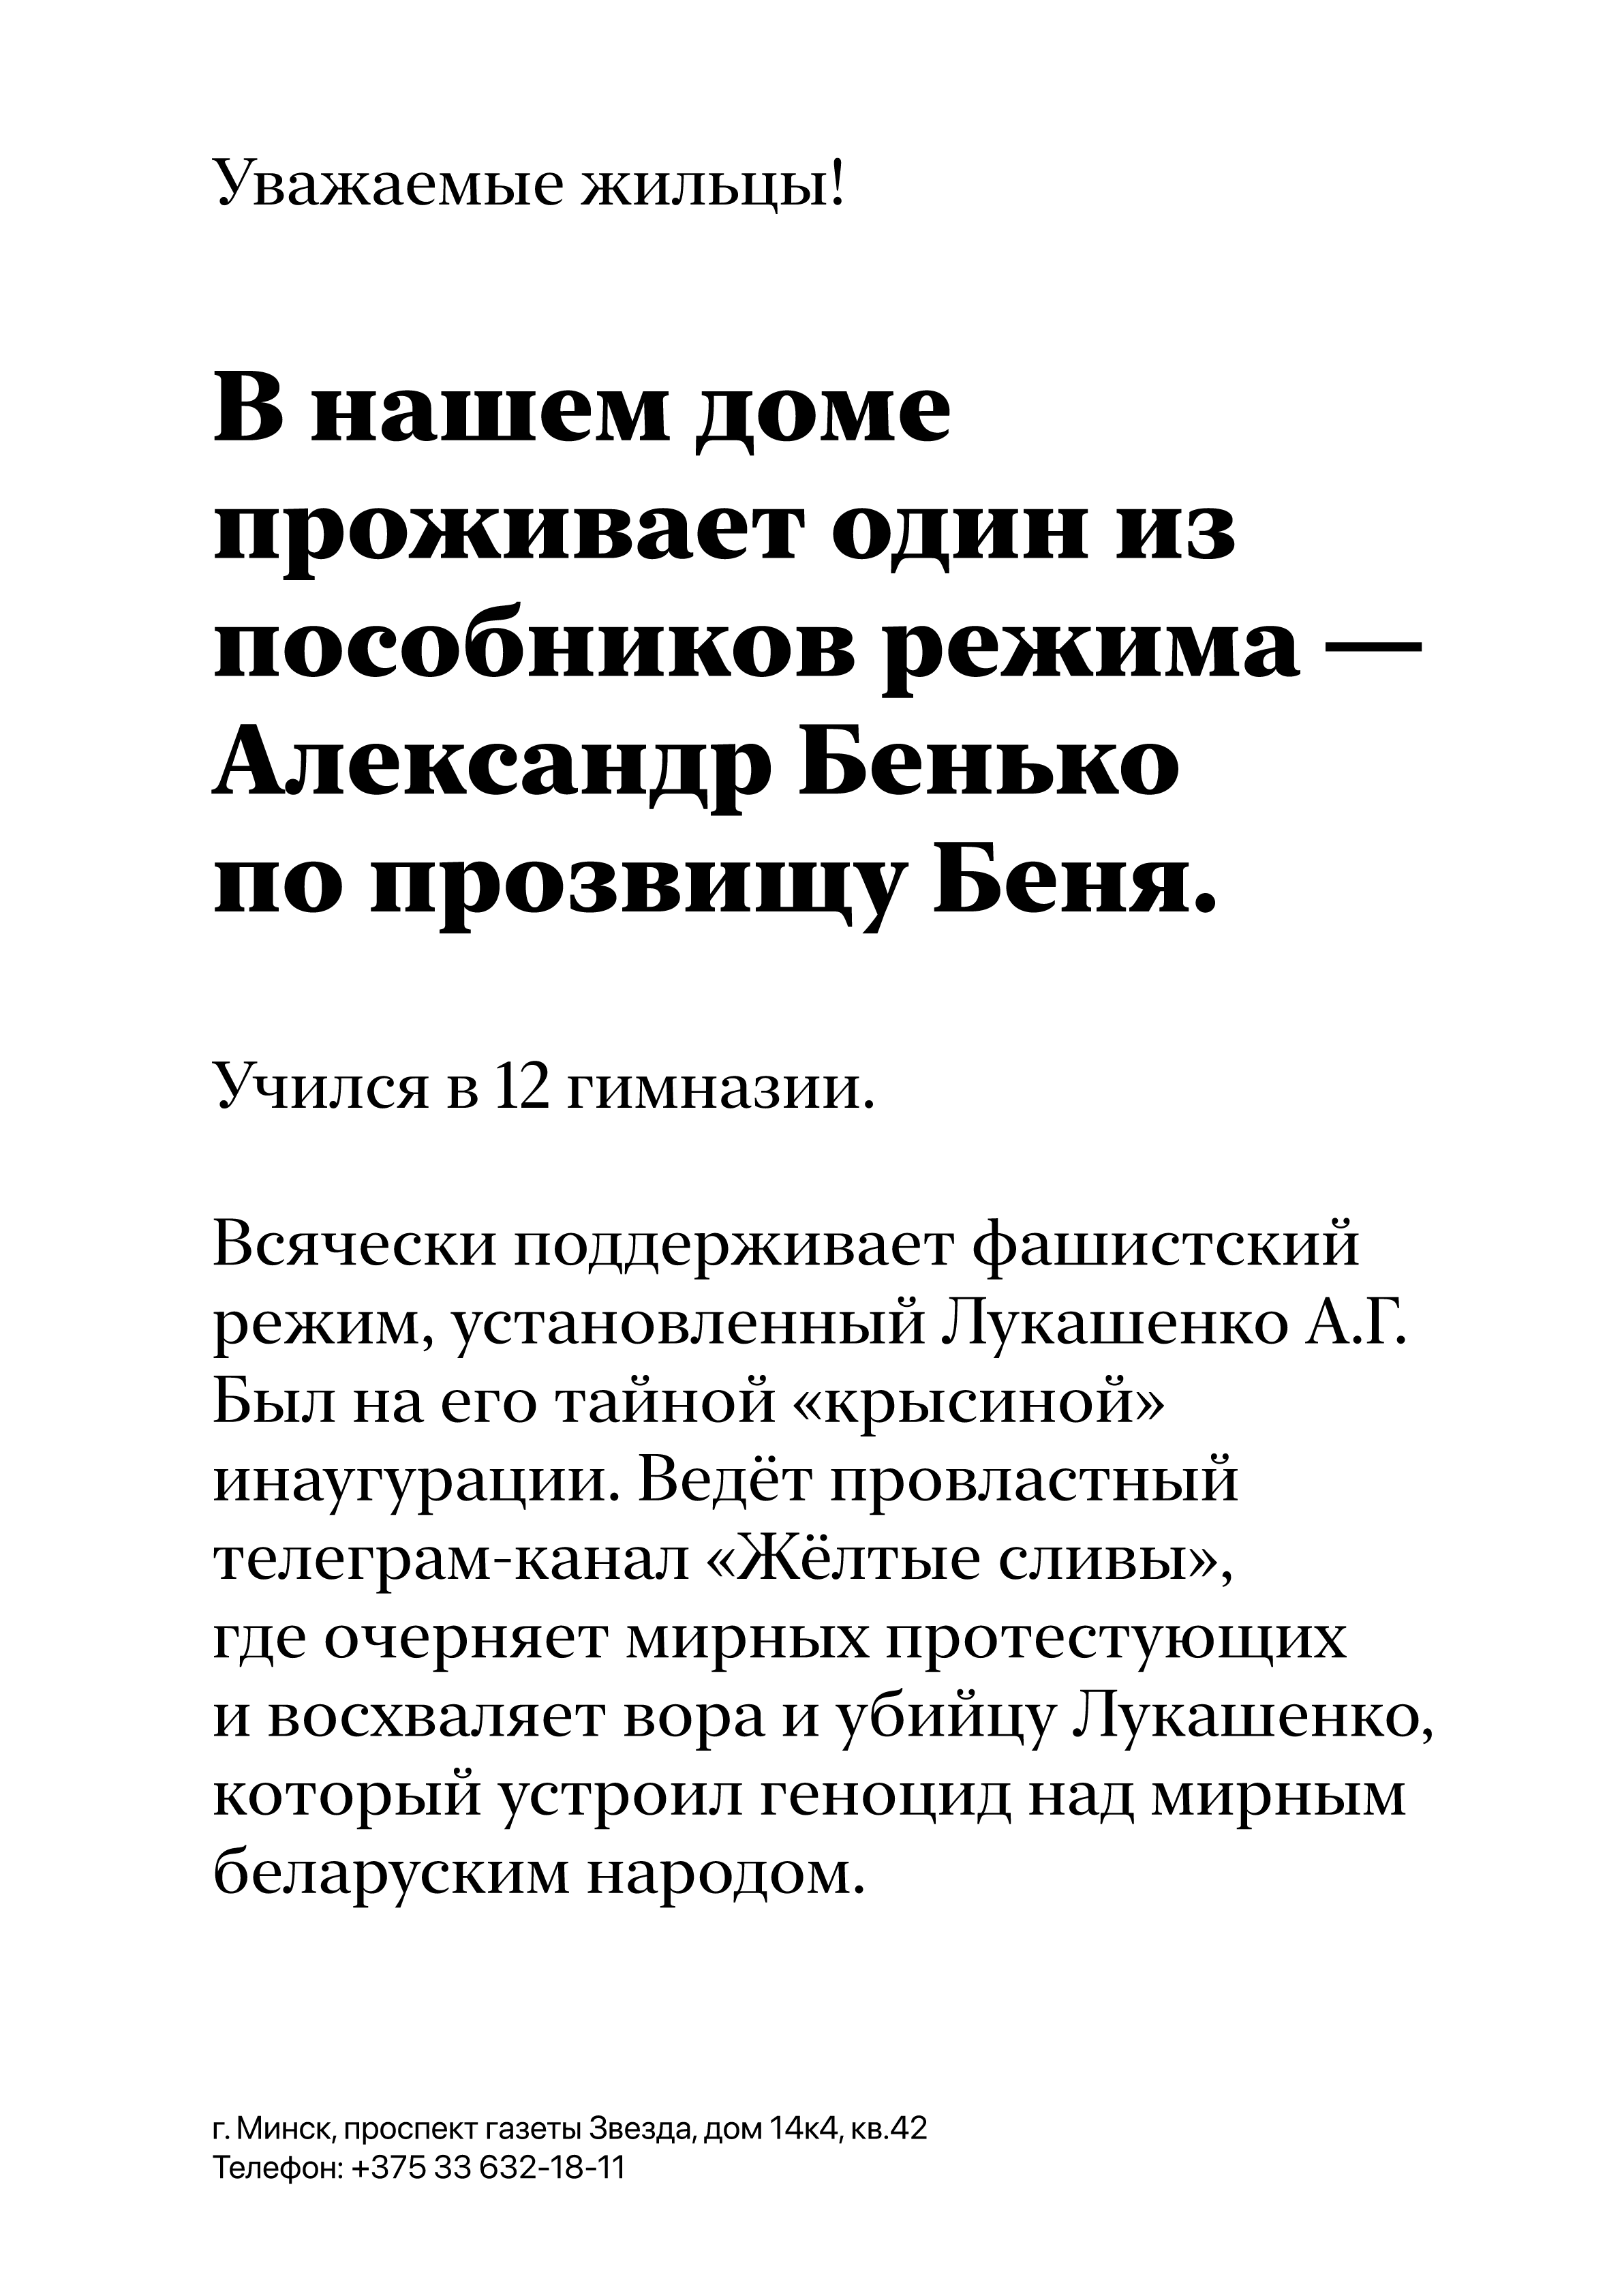 Уважаемые жильцы!
В нашем доме
проживает один из
пособников режима —
Александр Бенько
по прозвищу Беня.
Учился в 12 гимназии.
Всячески поддерживает фашистский
режим, установленный Лукашенко А.Г.
Был на его тайной «крысиной»
инаугурации. Ведёт провластный
телеграм-канал «Жёлтые сливы»,
где очерняет мирных протестующих
и восхваляет вора и убийцу Лукашенко,
который устроил геноцид над мирным
беларуским народом.
г. Минск, проспект газеты Звезда, дом 14к4, кв.42
Телефон: +375 33 632-18-11